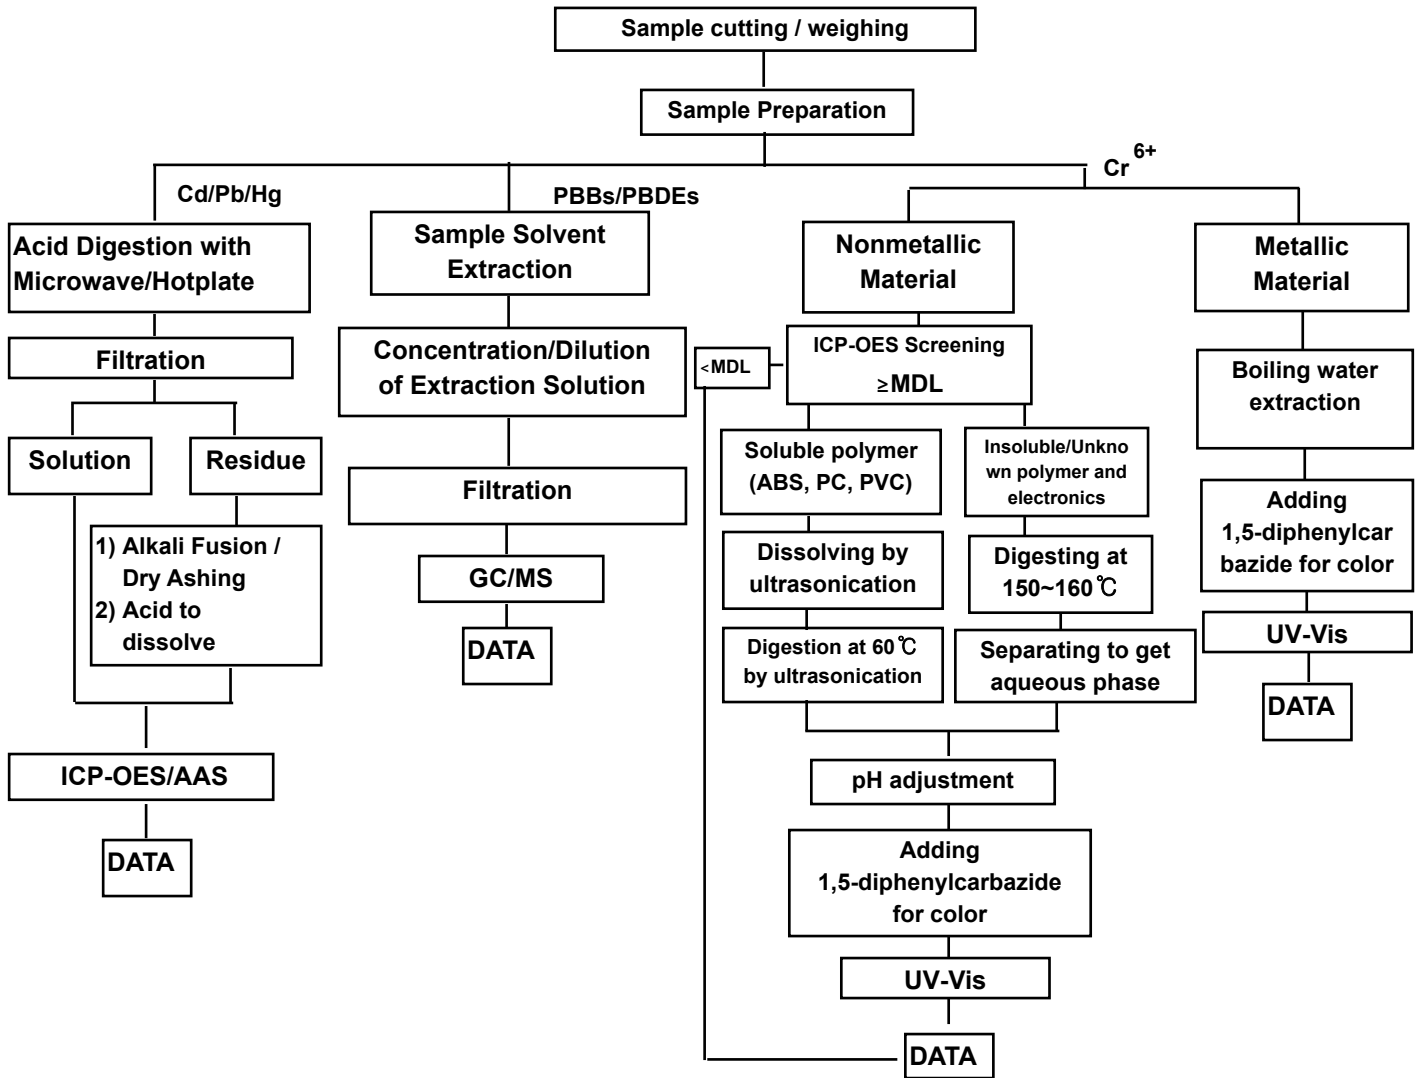 Sample cutting / weighing
Sample Preparation
Cd/Pb/Hg
Acid Digestion with
Microwave/Hotplate
Filtration
Solution
Residue
1) Alkali Fusion /
Dry Ashing
2) Acid to
dissolve
ICP-OES/AAS
DATA
PBBs/PBDEs
Sample Solvent
Extraction
Concentration/Dilution
of Extraction Solution
Filtration
GC/MS
DATA
Cr 6+
Nonmetallic
Material
ICP-OES Screening
≥MDL
<MDL
Soluble polymer
(ABS, PC, PVC)
Dissolving by
ultrasonication
Digestion at 60℃
by ultrasonication
Insoluble/Unkno
wn polymer and
electronics
Digesting at
150~160℃
Separating to get
aqueous phase
pH adjustment
Adding
1,5-diphenylcarbazide
for color
UV-Vis
DATA
Metallic
Material
Boiling water
extraction
Adding
1,5-diphenylcar
bazide for color
UV-Vis
DATA